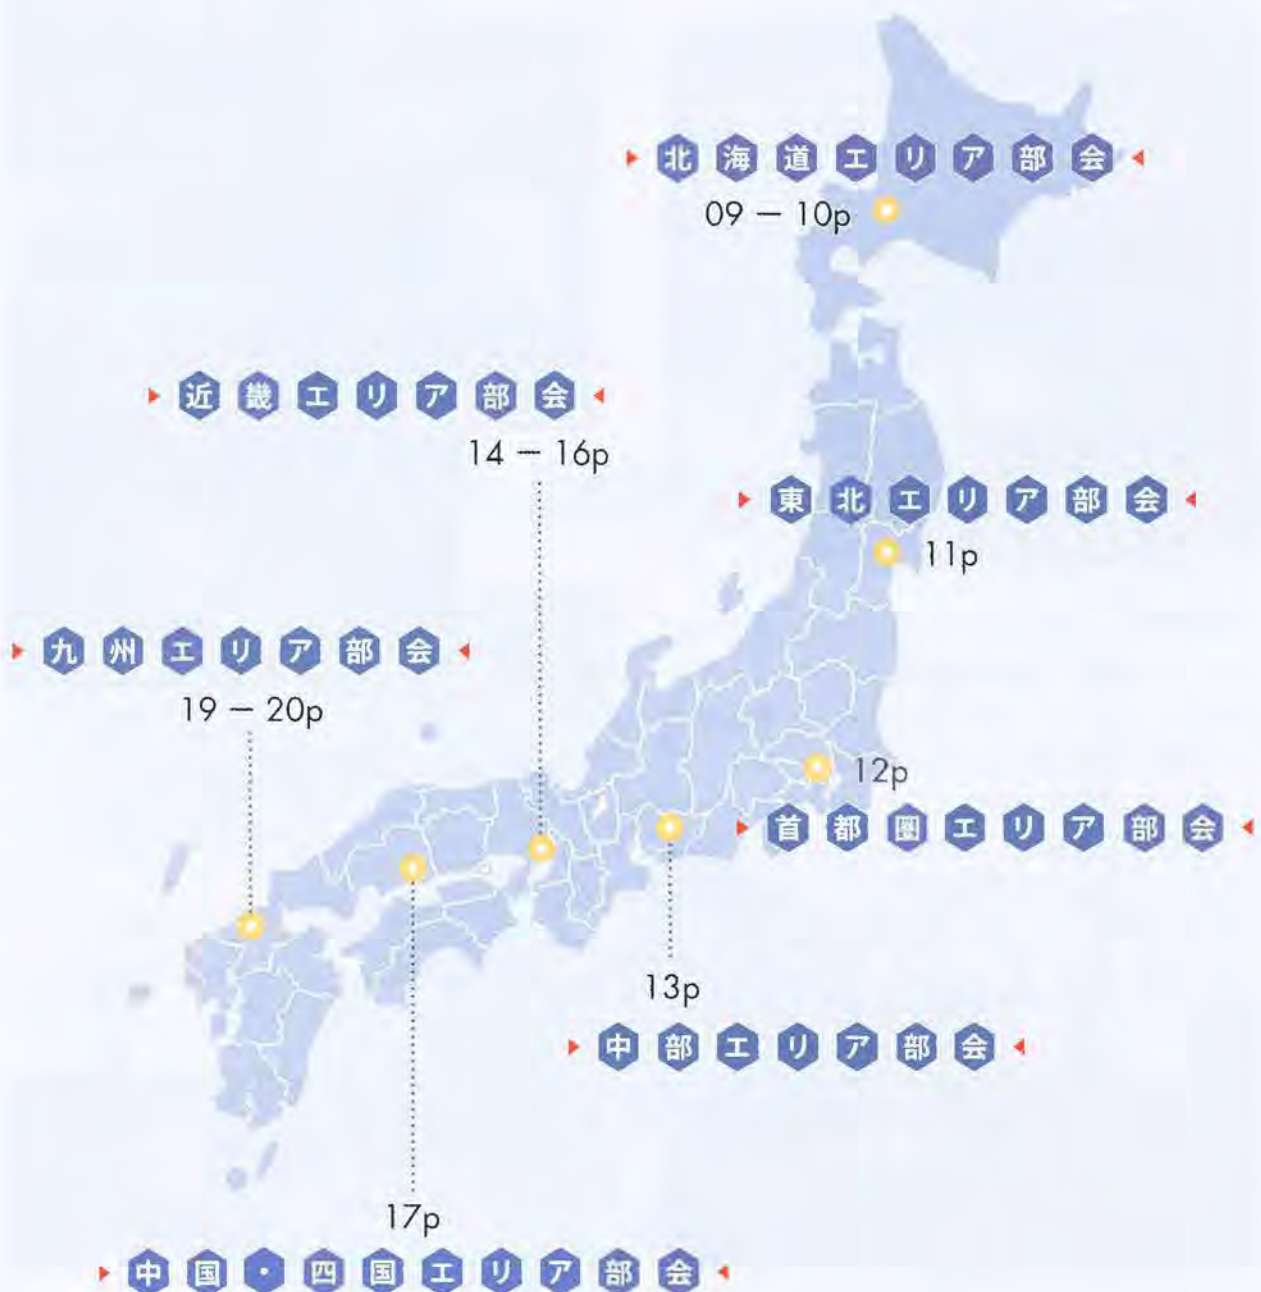 北海道エリア部会
09 − 10p
近畿エリア部会
14 − 16p
東北エリア部会
11p
九州エリア部会
19 − 20p
12p
首都圏エリア部会
13p
中部エリア部会
17p
中国・四国エリア部会